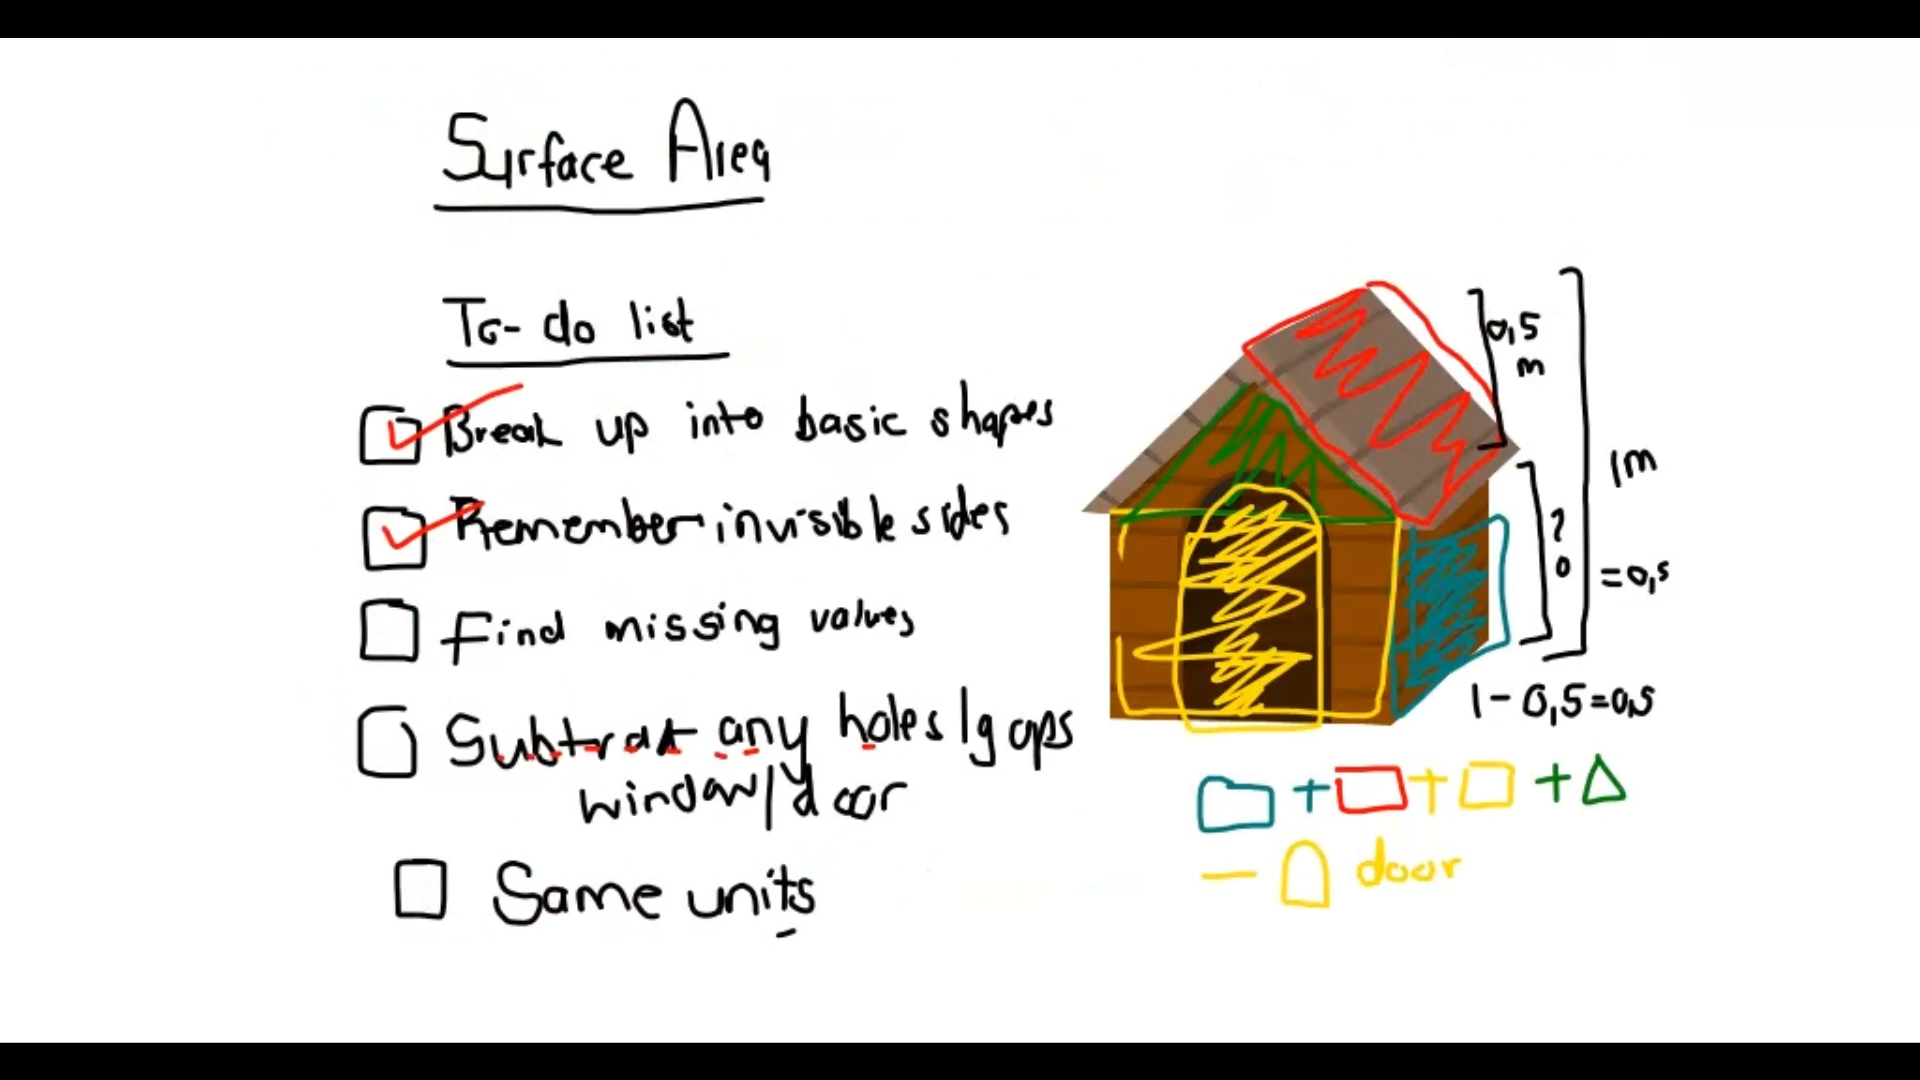 Surface Area
To-do list
Break up into basic shapes
Remember invisible sides
find missing values
Subtract any holes/gaps
window/door
Same units
0,5
m
1m
?
= 0,5
1 - 0,5 = 0,5
+ + +
- door